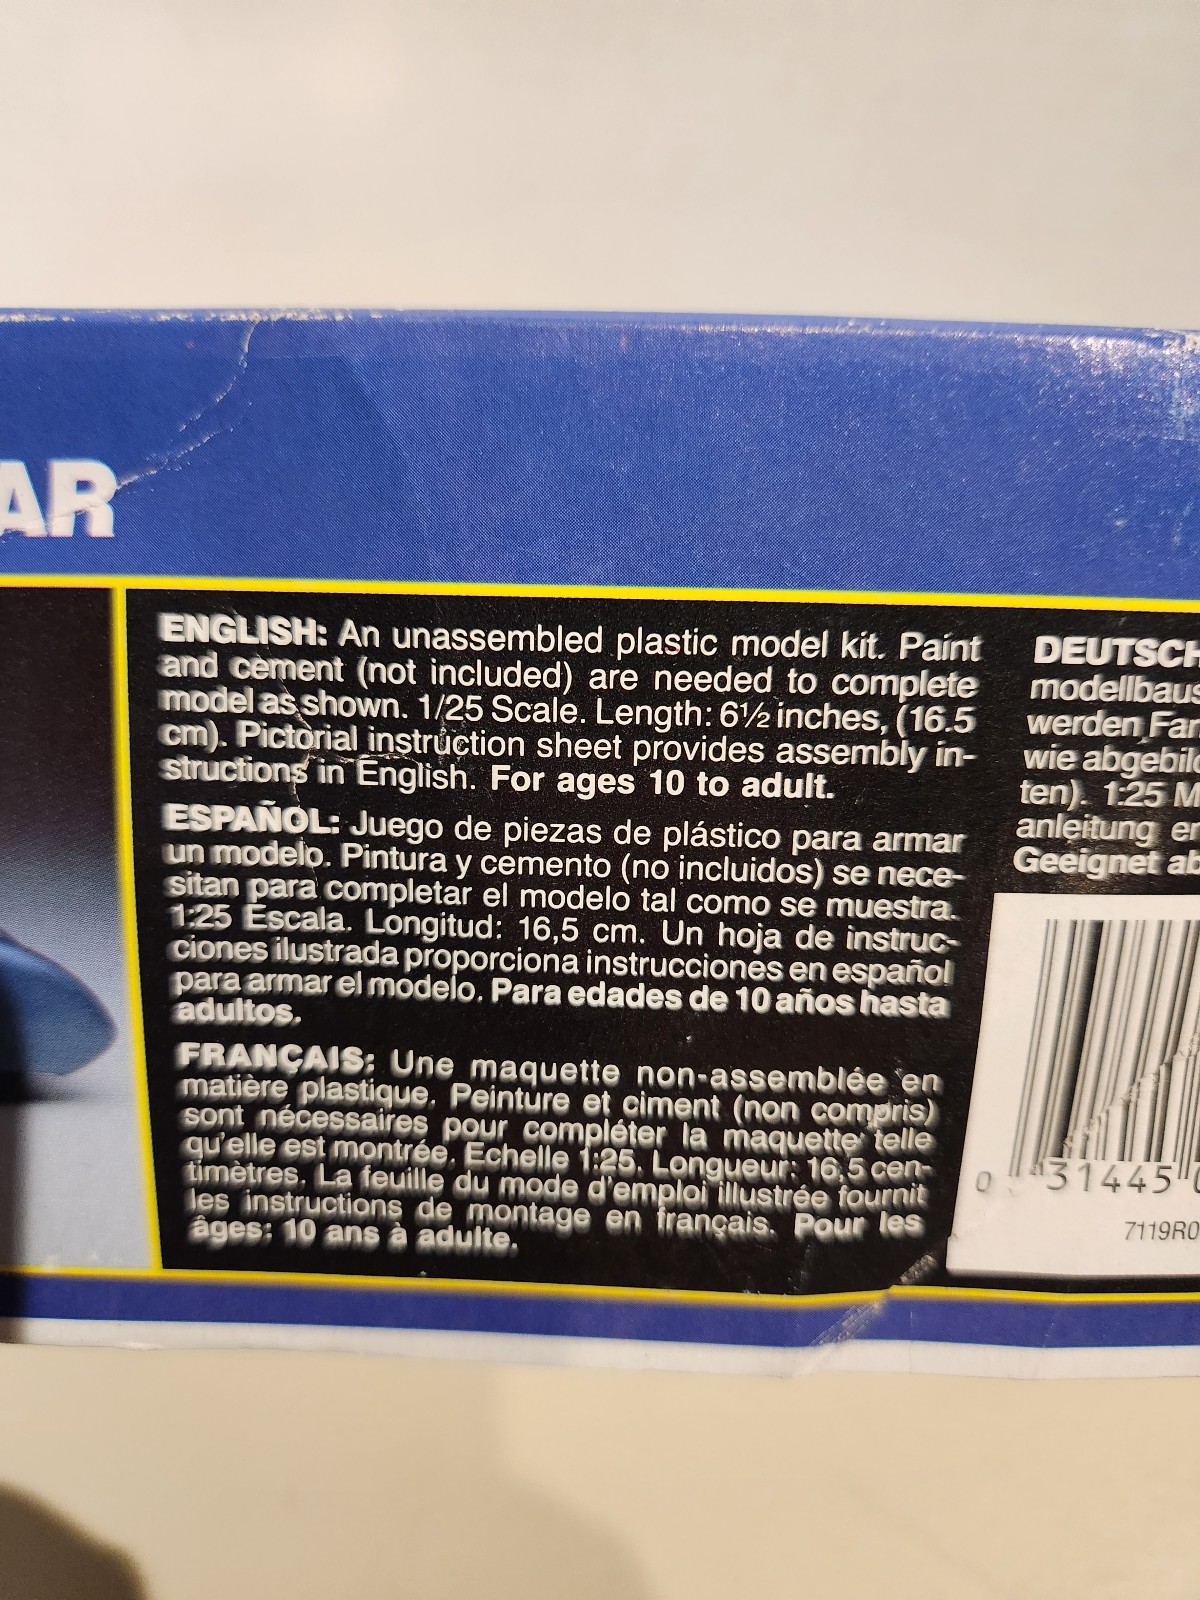 AR
ENGLISH: An unassembled plastic model kit. Paint
and cement (not included) are needed to complete
model as shown. 1/25 Scale. Length: 6½ inches, (16.5
cm). Pictorial instruction sheet provides assembly in-
structions in English. For ages 10 to adult.
ESPAÑOL: Juego de piezas de plástico para armar
un modelo. Pintura y cemento (no incluidos) se nece-
sitan para completar el modelo tal como se muestra.
1:25 Escala. Longitud: 16,5 cm. Un hoja de instruc-
ciones ilustrada proporciona instrucciones en español
para armar el modelo. Para edades de 10 años hasta
adultos.
FRANÇAIS: Une maquette non-assemblée en
matière plastique. Peinture et ciment (non compris)
sont nécessaires pour compléter la maquette telle
qu'elle est montrée. Echelle 1:25. Longueur: 16,5 cen-
timètres. La feuille du mode d'emploi illustrée fournit
les instructions de montage en français. Pour les
âges: 10 ans à adulte.
DEUTSCH
modellbaus
werden Far
wie abgebild
ten). 1:25 M
anleitung er
Geeignet ab
0 31445 0
7119R0